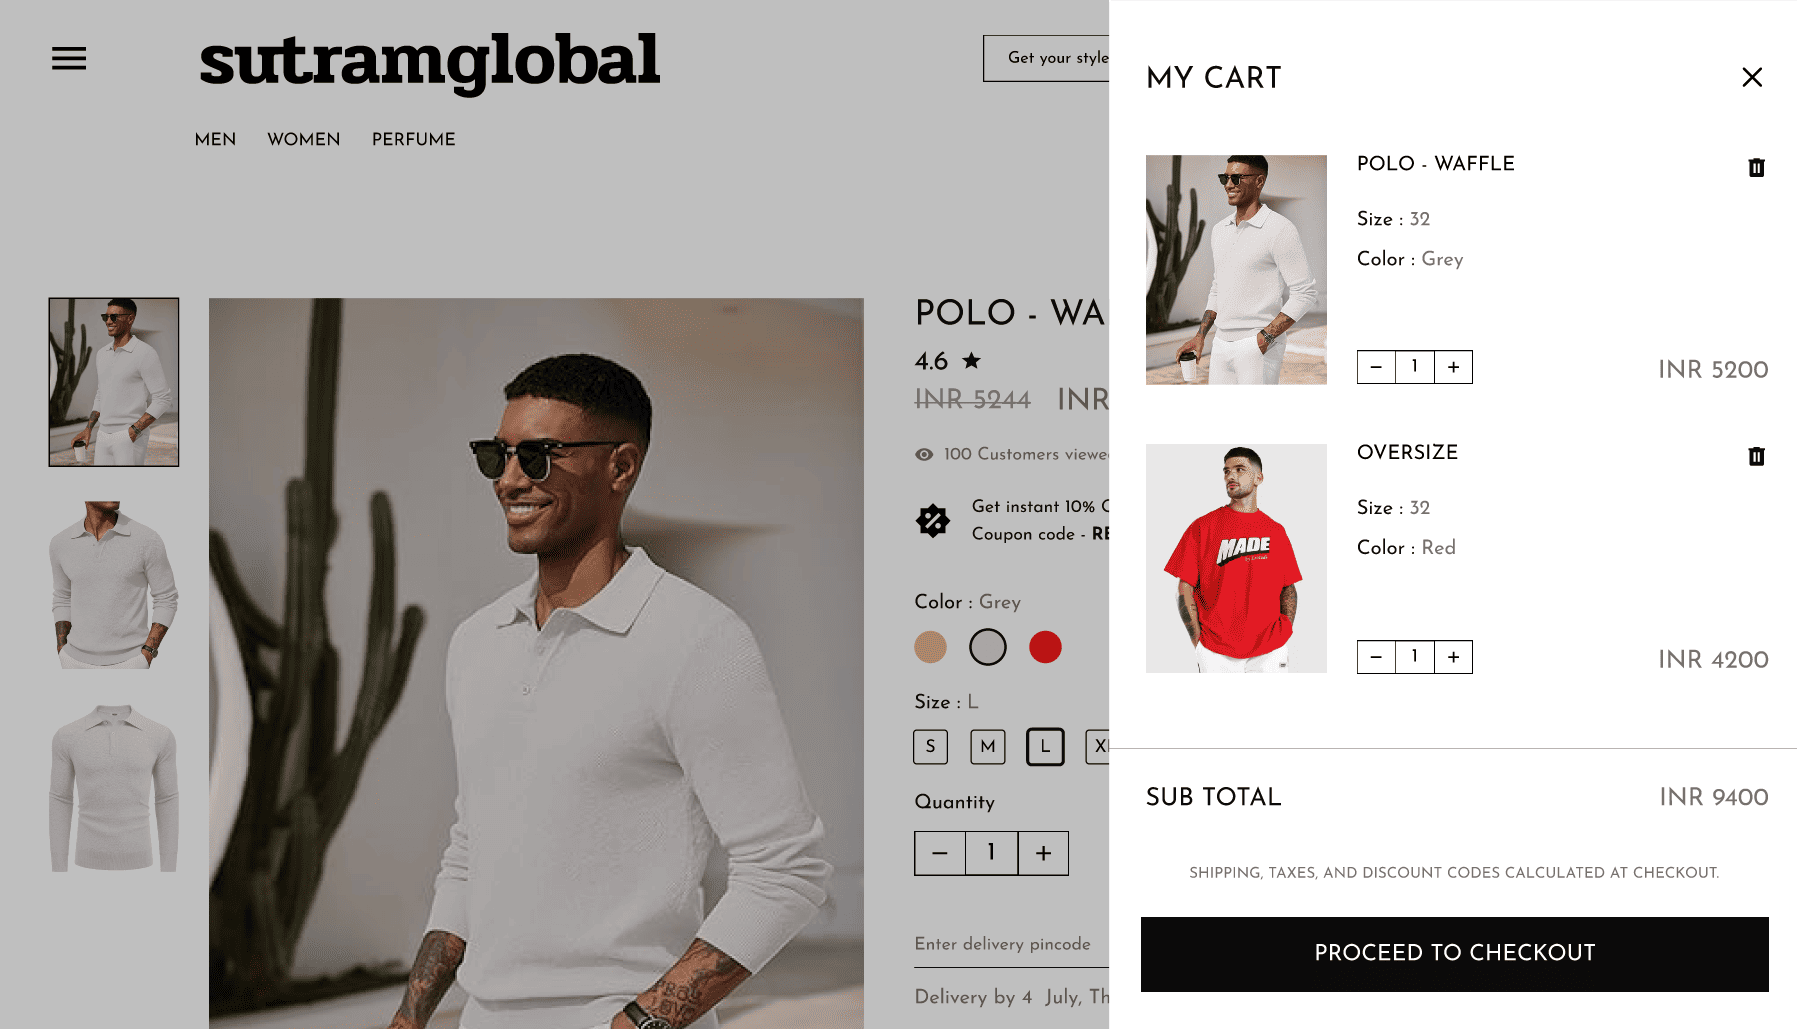 sutramglobal
Get your style
MEN WOMEN PERFUME
POLO - WA
4.6
INR 5244 INR
100 Customers viewe
Get instant 10%
Coupon code - RE
Color : Grey
Size : L
S M L X
Quantity
− 1 +
Enter delivery pincode
Delivery by 4 July, Th
MY CART
POLO - WAFFLE
Size : 32
Color : Grey
− 1 +
INR 5200
OVERSIZE
Size : 32
Color : Red
− 1 +
INR 4200
MADE
SUB TOTAL
INR 9400
SHIPPING, TAXES, AND DISCOUNT CODES CALCULATED AT CHECKOUT.
PROCEED TO CHECKOUT